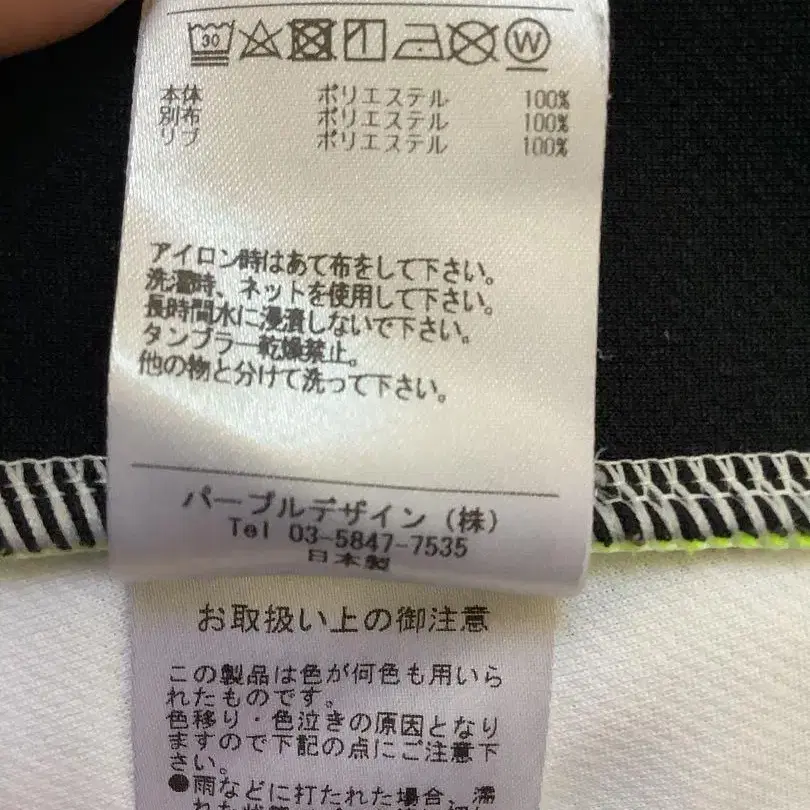 30 W
本体 ポリエステル 100%
別布 ポリエステル 100%
リブ ポリエステル 100%
アイロン時はあて布をして下さい。
洗濯時、ネットを使用して下さい。
長時間水に浸漬しないで下さい。
タンブラー乾燥禁止。
他の物と分けて洗って下さい。
パープルデザイン(株)
Tel 03-5847-7535
日本製
お取扱い上の御注意
この製品は色が何色も用いら
れたものです。
色移り・色泣きの原因となり
ますので下記の点にご注意下
さい。
●雨などに打たれた場合、濡